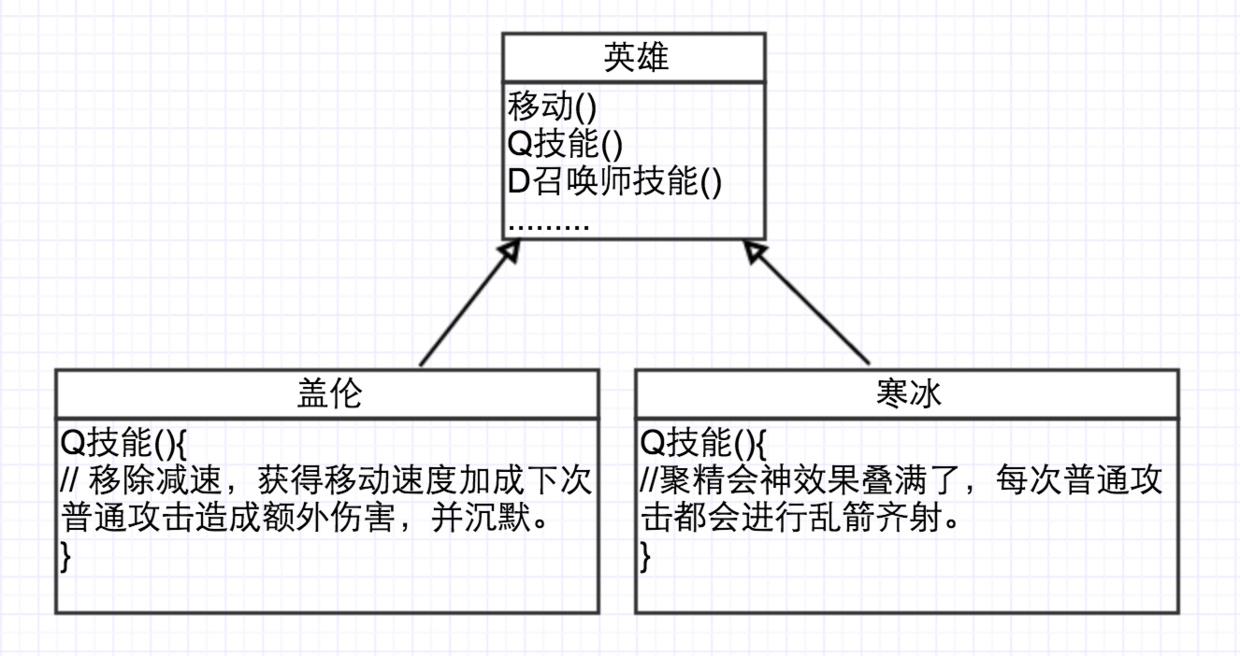 英雄
移动()
Q技能()
D召唤师技能()
.........
盖伦
Q技能(){
// 移除减速，获得移动速度加成下次
普通攻击造成额外伤害，并沉默。
}
寒冰
Q技能(){
//聚精会神效果叠满了，每次普通攻
击都会进行乱箭齐射。
}